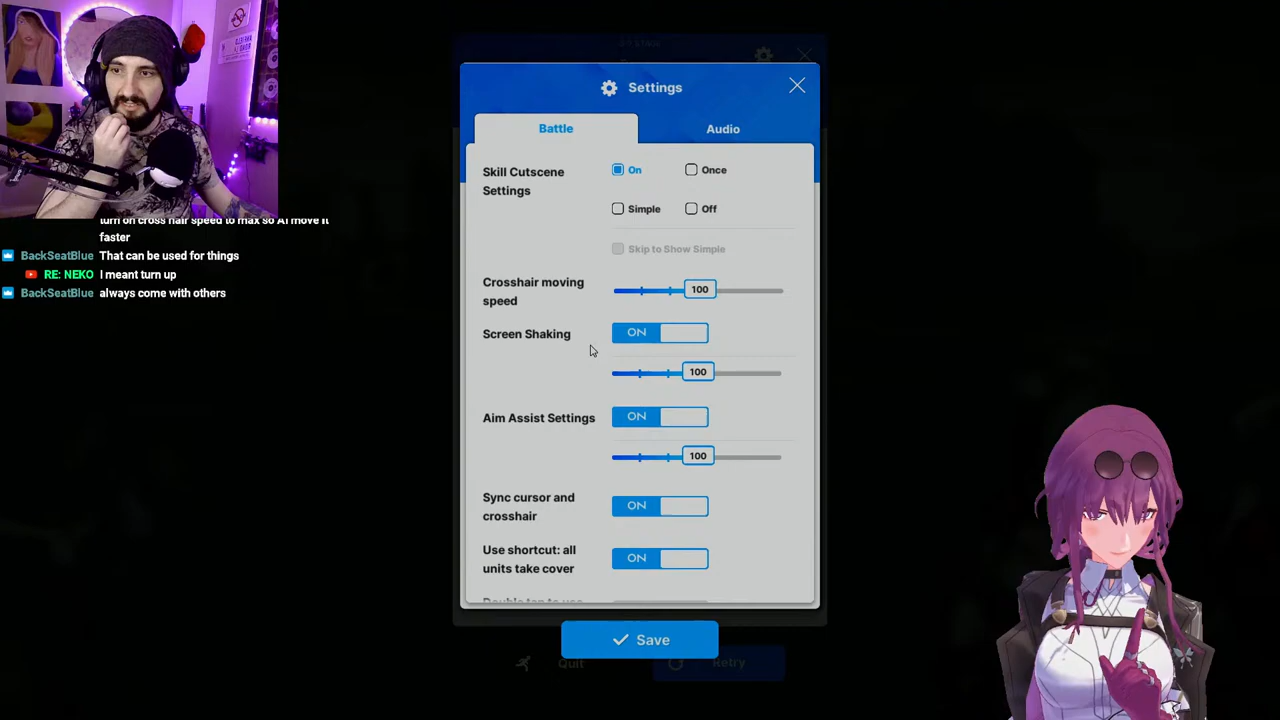 Settings
Battle
Audio
Skill Cutscene
Settings
On
Once
Simple
Off
Skip to Show Simple
Crosshair moving
speed
100
Screen Shaking
ON
100
Aim Assist Settings
ON
100
Sync cursor and
crosshair
ON
Use shortcut: all
units take cover
ON
Save
Quit
Retry
turn on cross hair speed to max so AI move it
faster
BackSeatBlue That can be used for things
RE: NEKO I meant turn up
BackSeatBlue always come with others